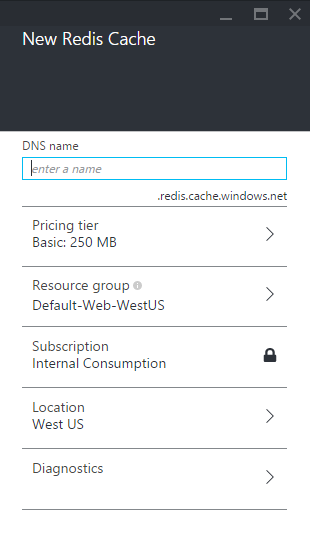 New Redis Cache
DNS name
enter a name
.redis.cache.windows.net
Pricing tier
Basic: 250 MB
Resource group
Default-Web-WestUS
Subscription
Internal Consumption
Location
West US
Diagnostics